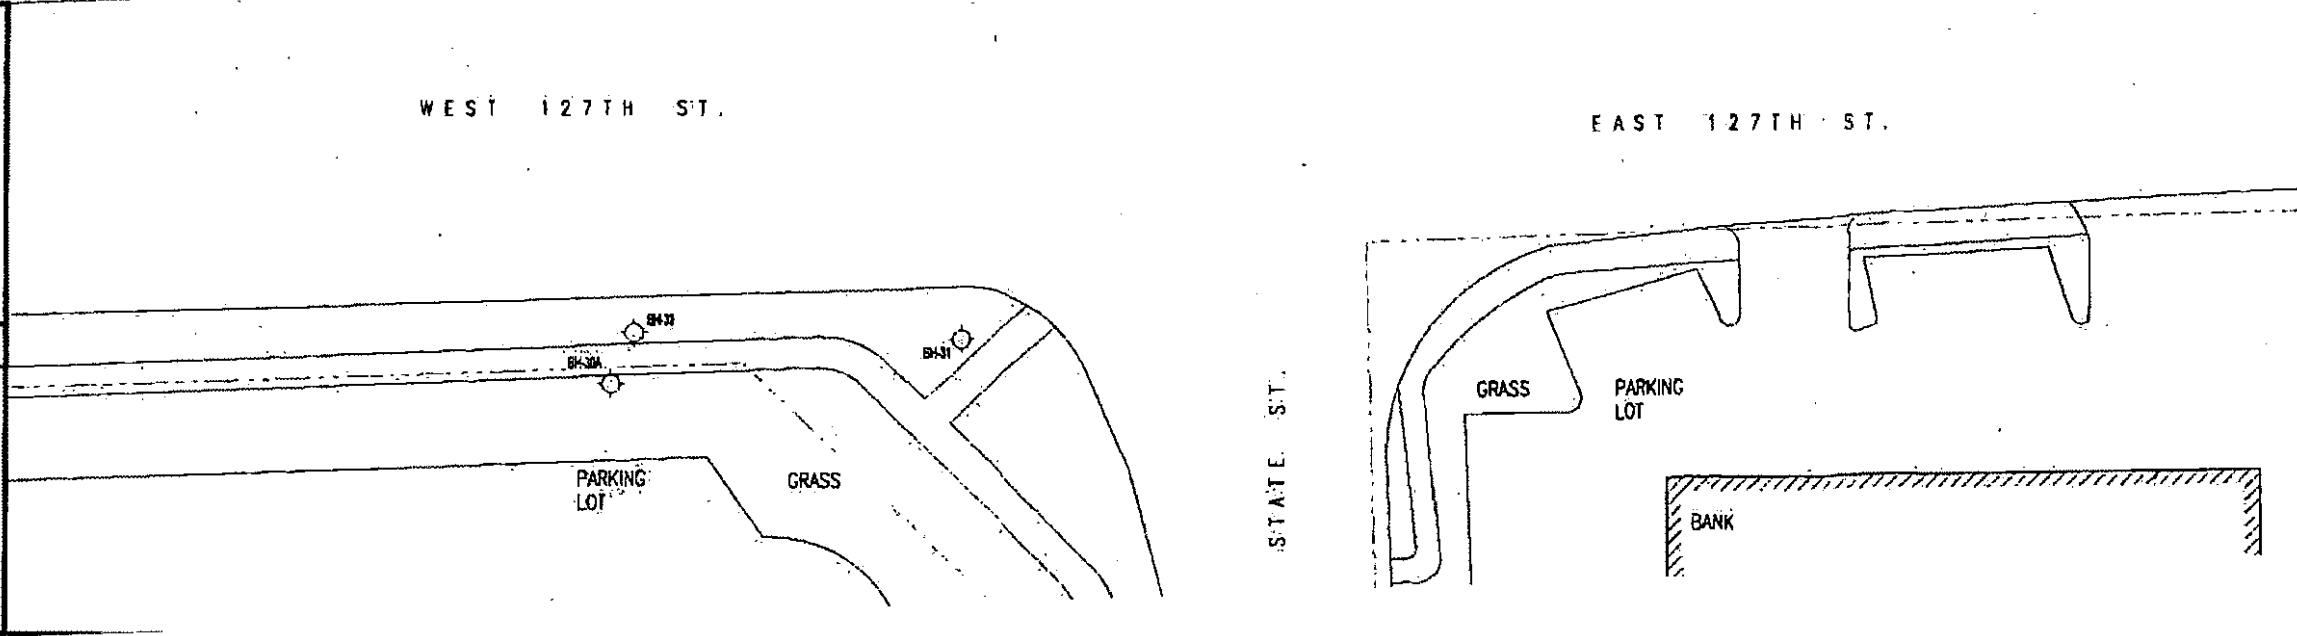 WEST 127TH ST.
EAST 127TH ST.
BH-33
BH-31
BH-30A
PARKING
LOT
GRASS
STATE ST.
GRASS
PARKING
LOT
BANK